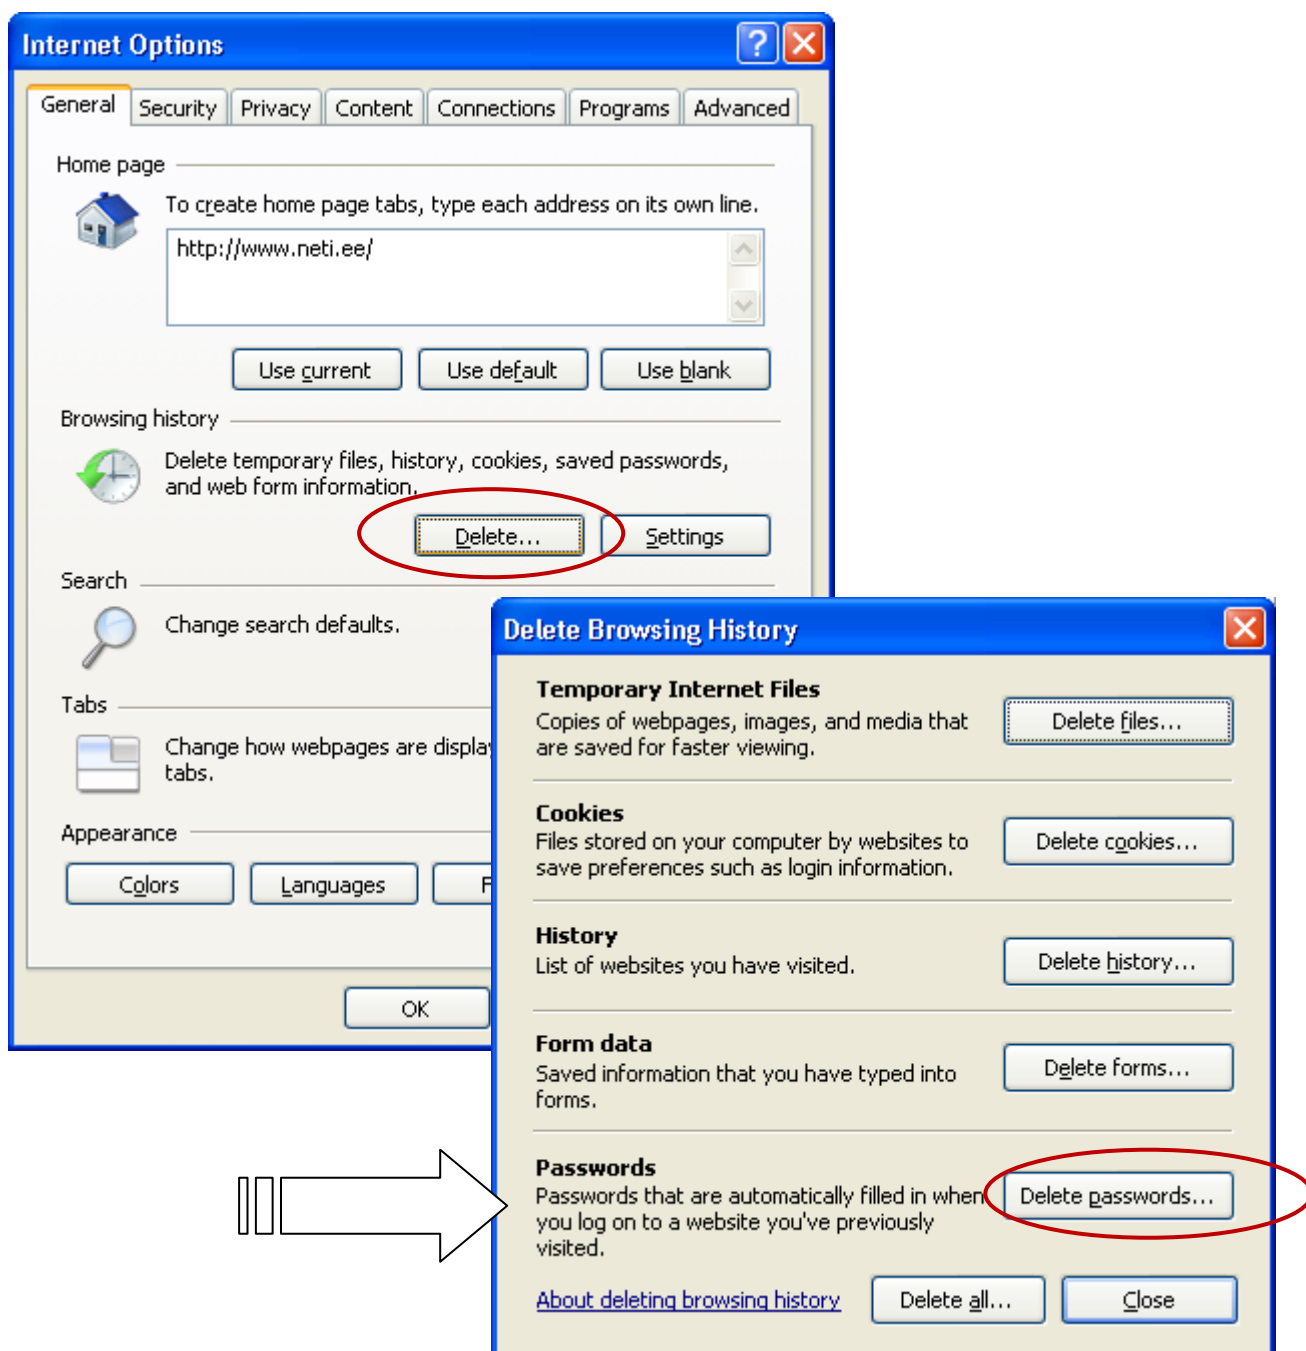 Internet Options
General Security Privacy Content Connections Programs Advanced
Home page
To create home page tabs, type each address on its own line.
http://www.neti.ee/
Use current Use default Use blank
Browsing history
Delete temporary files, history, cookies, saved passwords,
and web form information.
Delete... Settings
Search
Change search defaults.
Tabs
Change how webpages are display
tabs.
Appearance
Colors Languages F
OK
Delete Browsing History
Temporary Internet Files
Copies of webpages, images, and media that
are saved for faster viewing.
Delete files...
Cookies
Files stored on your computer by websites to
save preferences such as login information.
Delete cookies...
History
List of websites you have visited.
Delete history...
Form data
Saved information that you have typed into
forms.
Delete forms...
Passwords
Passwords that are automatically filled in when
you log on to a website you've previously
visited.
Delete passwords...
About deleting browsing history Delete all... Close